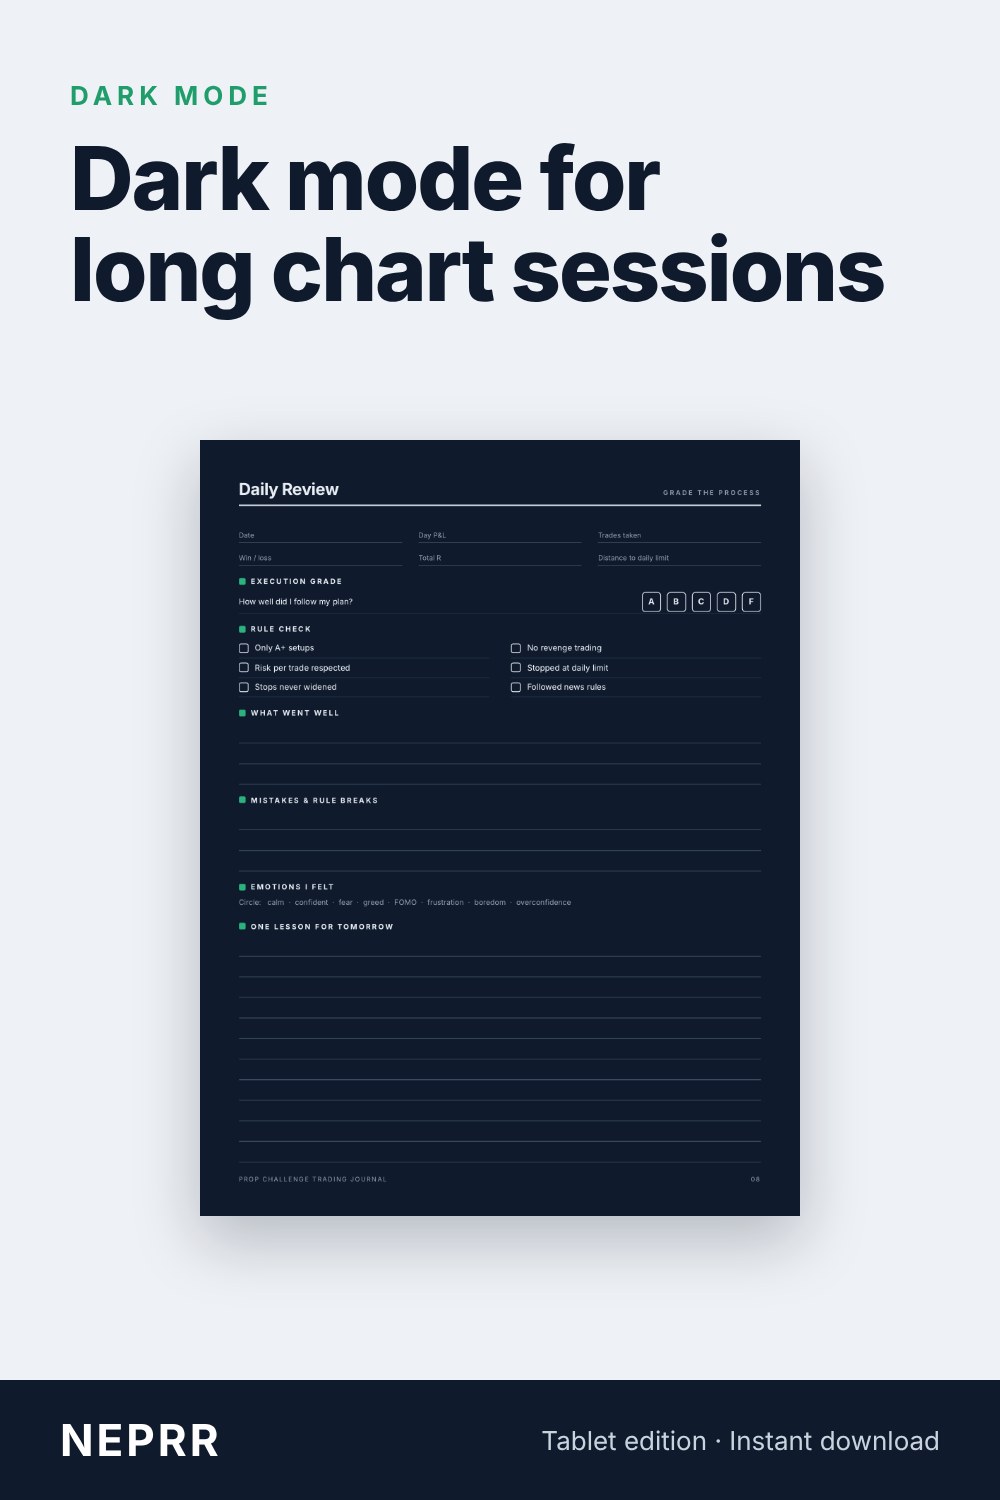 DARK MODE
Dark mode for
long chart sessions
Daily Review
GRADE THE PROCESS
Date
Day P&L
Trades taken
Win / loss
Total R
Distance to daily limit
EXECUTION GRADE
How well did I follow my plan?
A B C D F
RULE CHECK
Only A+ setups
No revenge trading
Risk per trade respected
Stopped at daily limit
Stops never widened
Followed news rules
WHAT WENT WELL
MISTAKES & RULE BREAKS
EMOTIONS I FELT
Circle: calm · confident · fear · greed · FOMO · frustration · boredom · overconfidence
ONE LESSON FOR TOMORROW
PROP CHALLENGE TRADING JOURNAL
NEPRR
Tablet edition · Instant download